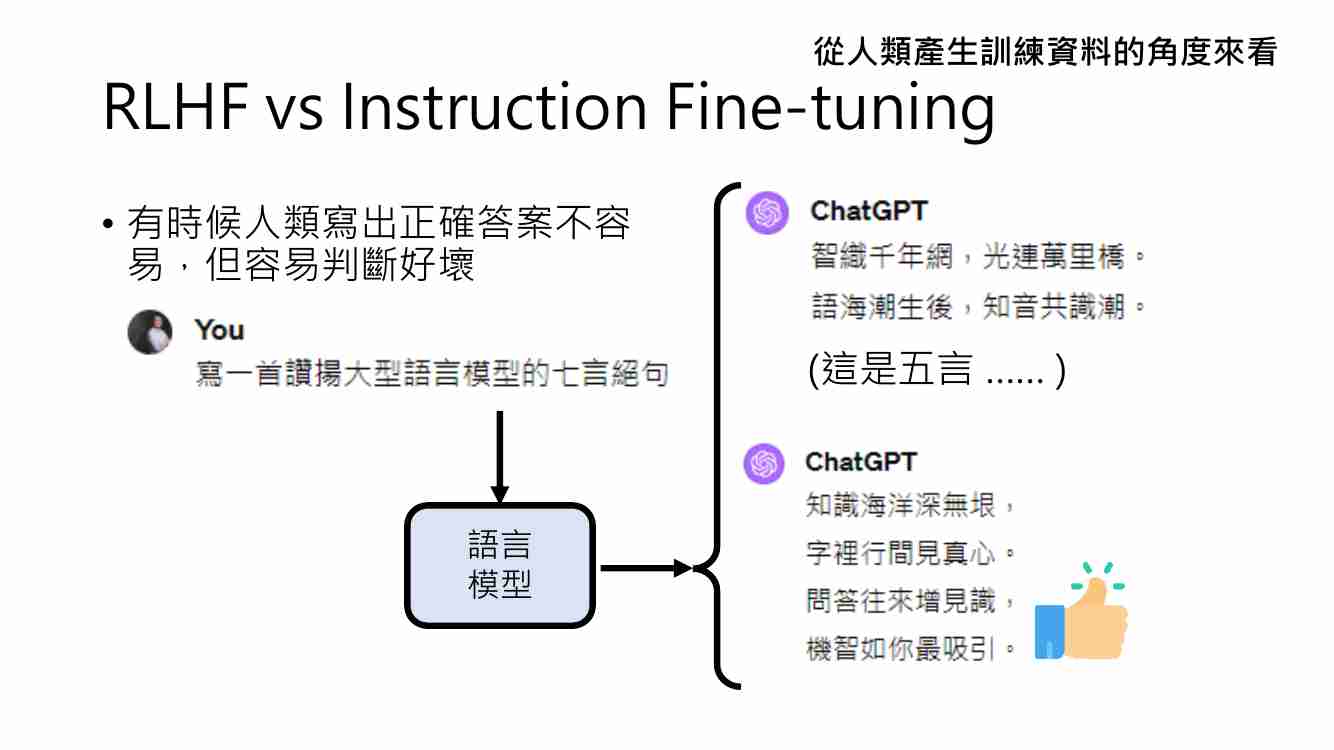 從人類產生訓練資料的角度來看
RLHF vs Instruction Fine-tuning
• 有時候人類寫出正確答案不容
易，但容易判斷好壞
You
寫一首讚揚大型語言模型的七言絕句
語言
模型
ChatGPT
智織千年網，光連萬里橋。
語海潮生後，知音共識潮。
(這是五言 …… )
ChatGPT
知識海洋深無垠，
字裡行間見真心。
問答往來增見識，
機智如你最吸引。